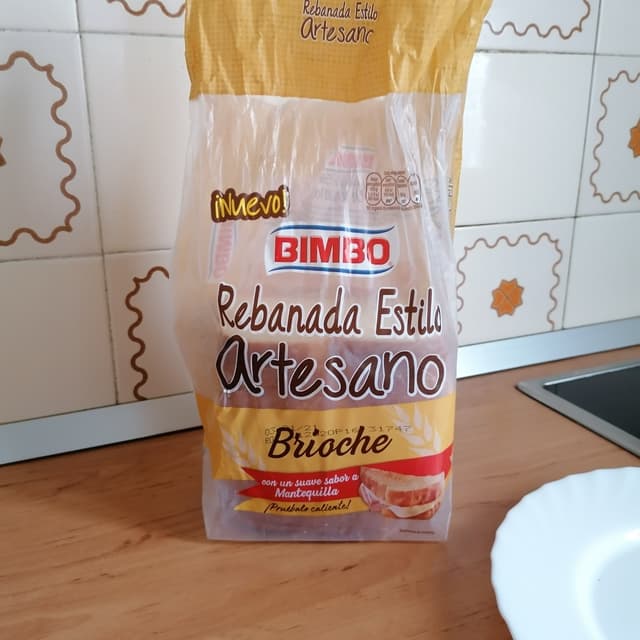 Rebanada Estilo
Artesano
¡Nuevo!
BIMBO
Rebanada Estilo
Artesano
Brioche
con un suave sabor a
Mantequilla
¡Pruébalo caliente!